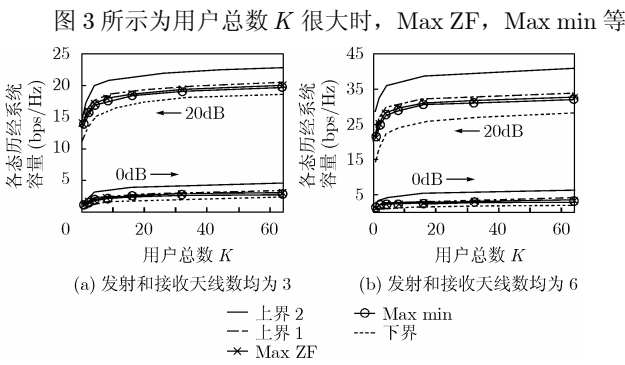 图 3 所示为用户总数 K 很大时，Max ZF，Max min 等
各态历经系统
容量 (bps/Hz)
25
20
15
10
5
0
20dB
0dB
20 40 60
用户总数 K
(a) 发射和接收天线数均为 3
各态历经系统
容量 (bps/Hz)
45
35
25
15
5
0
20dB
0dB
20 40 60
用户总数 K
(b) 发射和接收天线数均为 6
上界 2
上界 1
Max ZF
Max min
下界